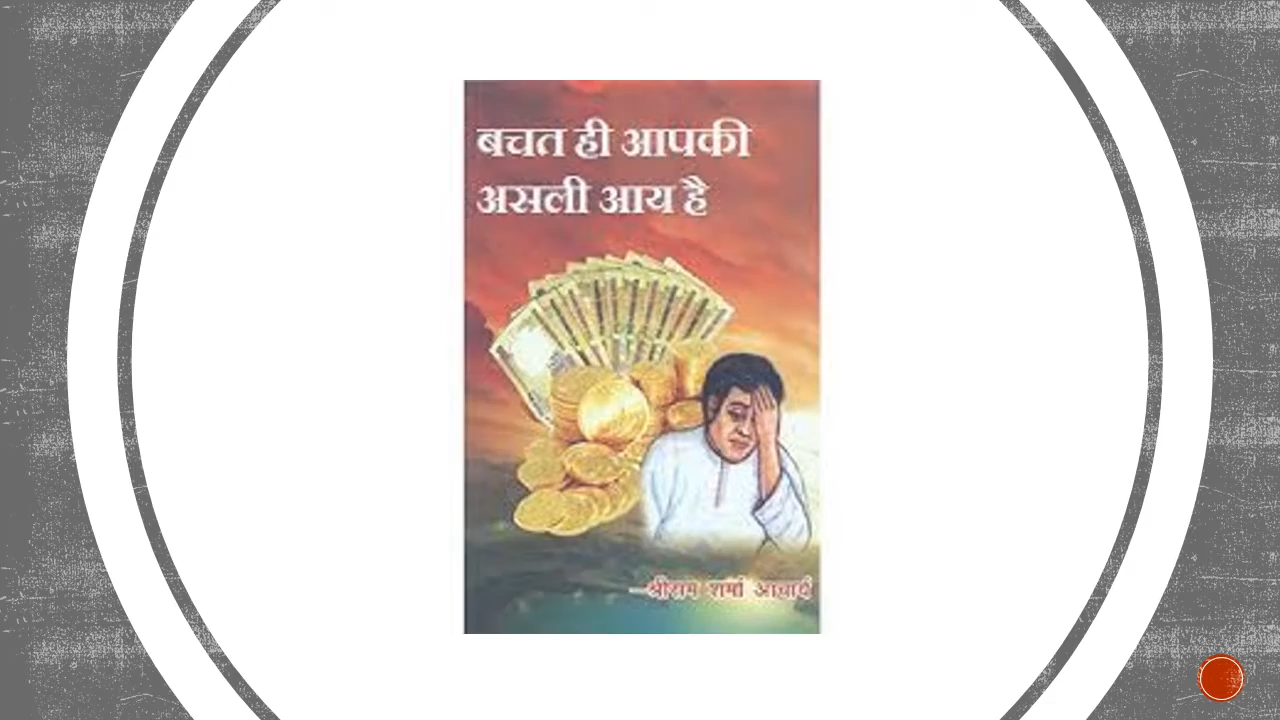 बचत ही आपकी
असली आय है
—श्रीराम शर्मा आचार्य